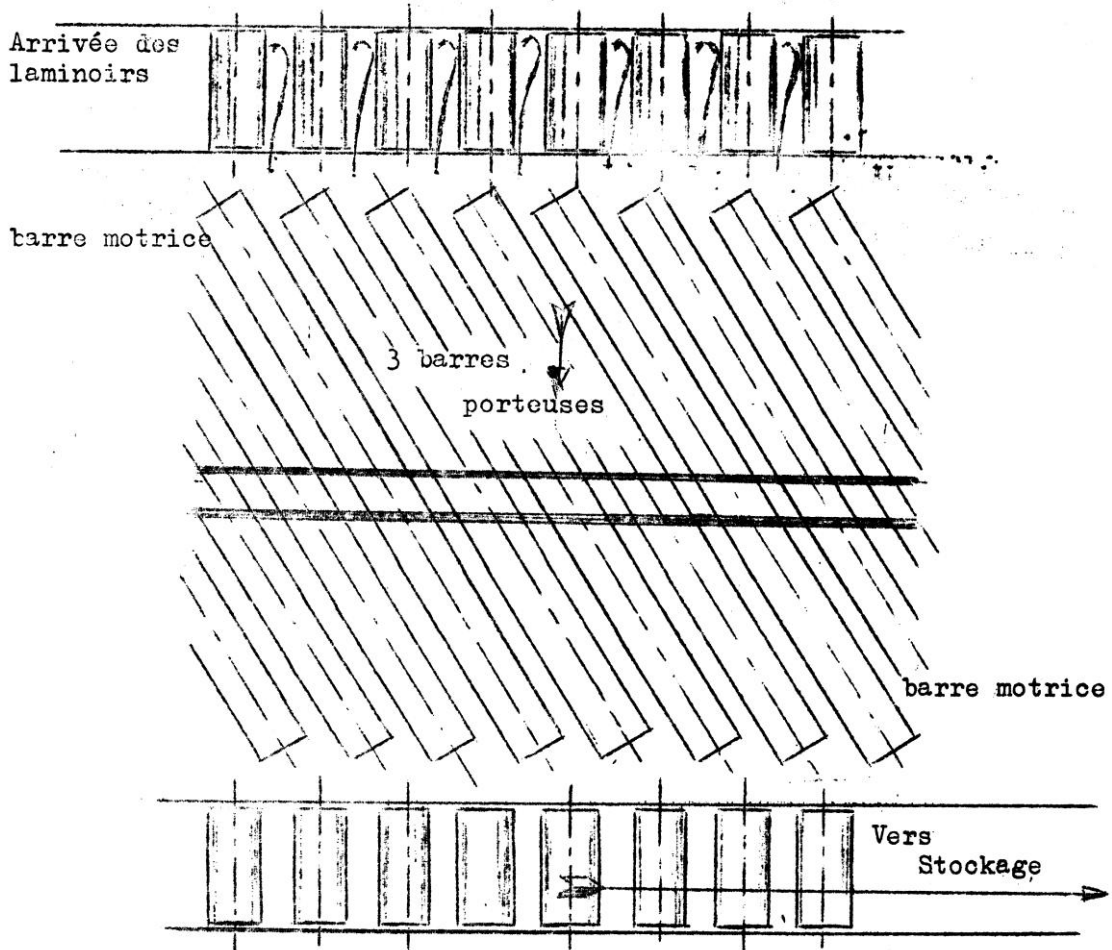 Arrivée des
laminoirs
barre motrice
3 barres
porteuses
barre motrice
Vers
Stockage